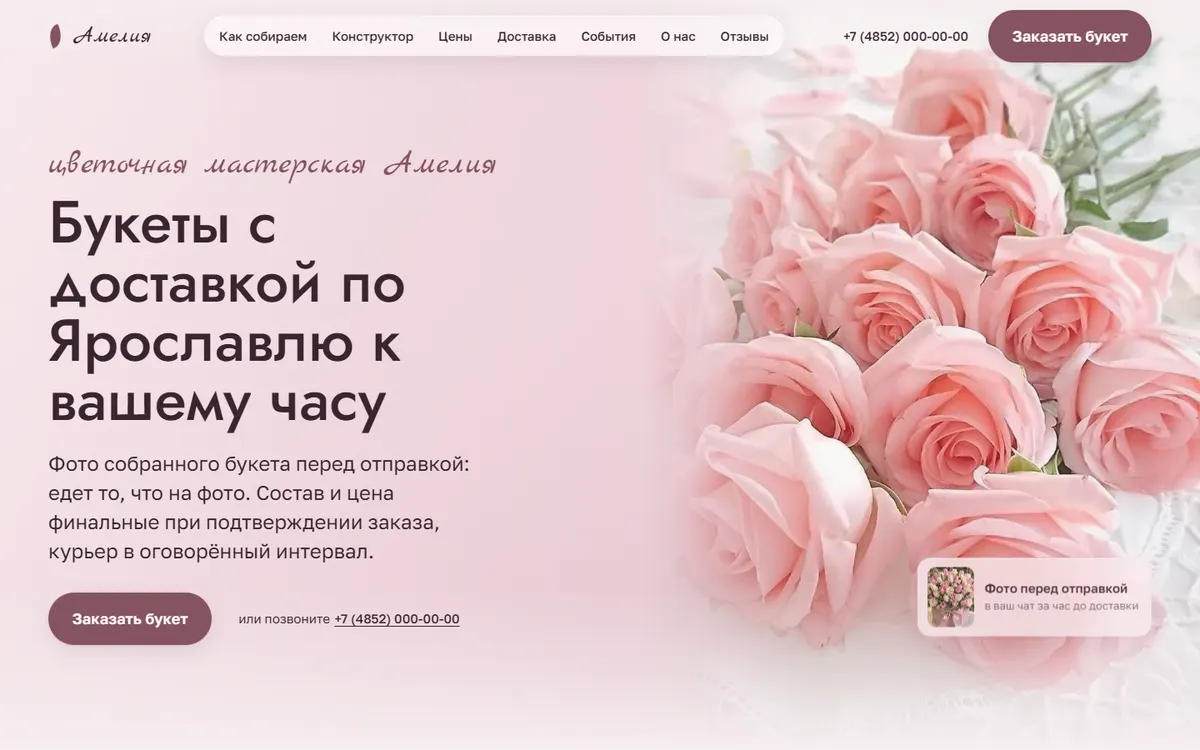 Амелия
Как собираем Конструктор Цены Доставка События О нас Отзывы
+7 (4852) 000-00-00
Заказать букет
цветочная мастерская Амелия
Букеты с
доставкой по
Ярославлю к
вашему часу
Фото собранного букета перед отправкой:
едет то, что на фото. Состав и цена
финальные при подтверждении заказа,
курьер в оговорённый интервал.
Заказать букет
или позвоните +7 (4852) 000-00-00
Фото перед отправкой
в ваш чат за час до доставки